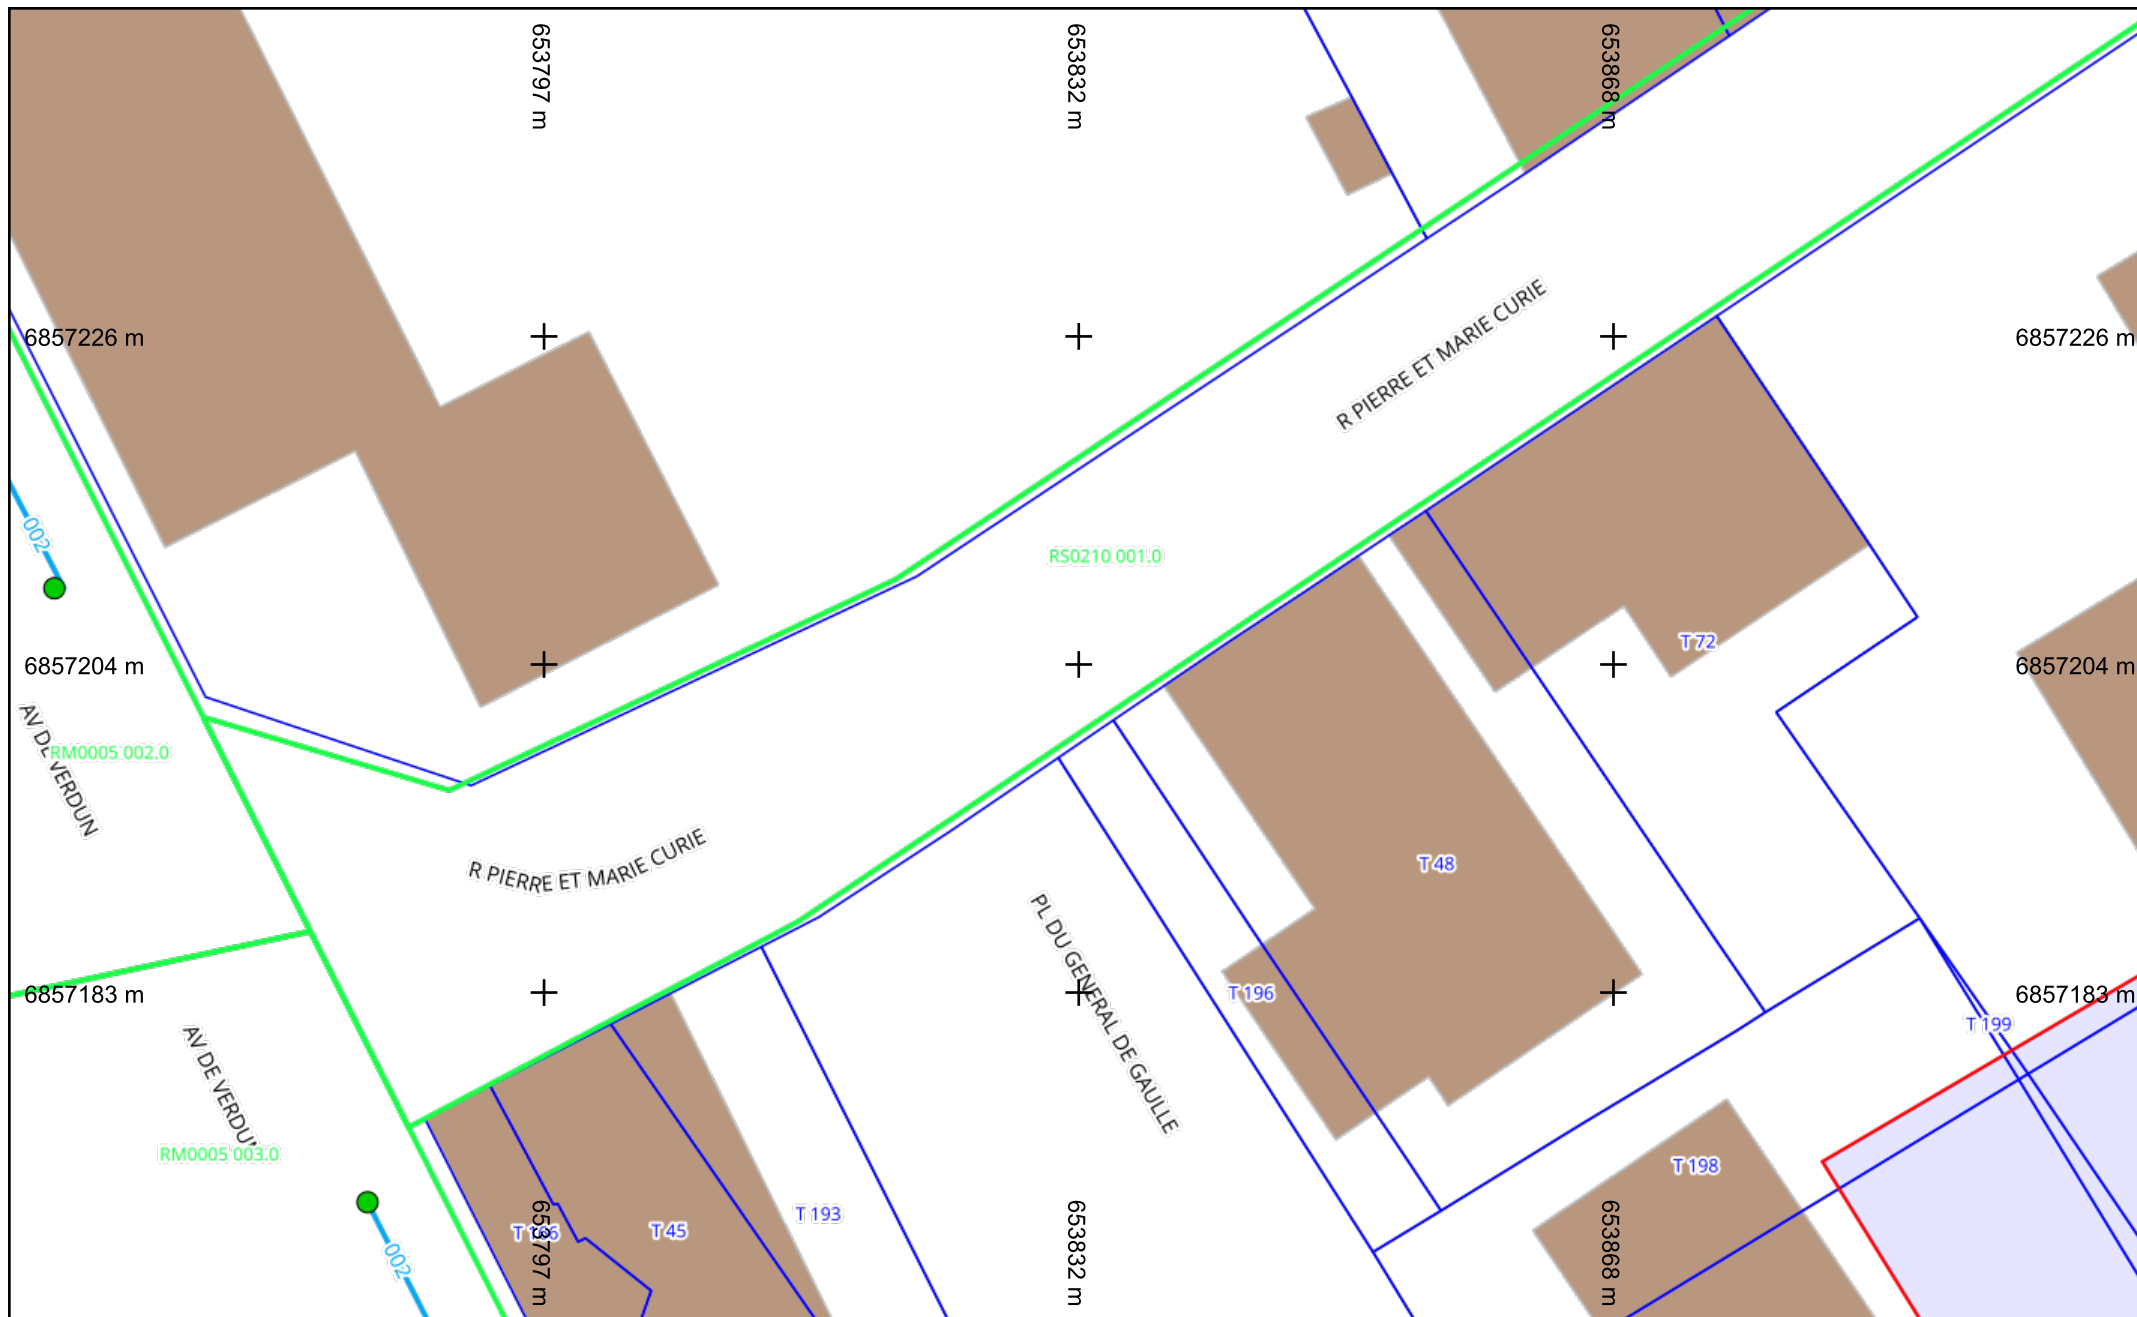 653797 m
653832 m
653868 m
R PIERRE ET MARIE CURIE
6857226 m
6857226 m
002
RS0210 001.0
T 72
6857204 m
6857204 m
AV DE VERDUN
RM0005 002.0
R PIERRE ET MARIE CURIE
T 48
PL DU GENERAL DE GAULLE
6857183 m
T 196
6857183 m
T 199
AV DE VERDUN
RM0005 003.0
T 198
T 193
T 45
653797 m
653832 m
653868 m
002